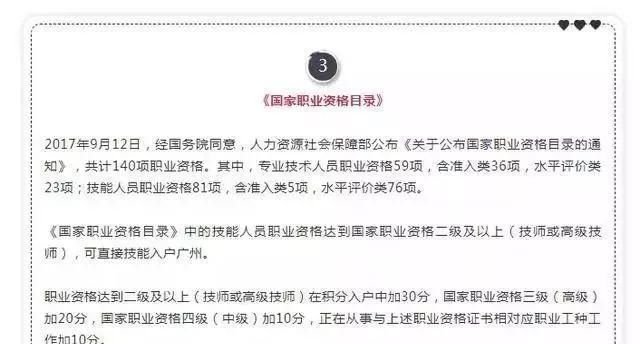 3
《国家职业资格目录》
2017年9月12日，经国务院同意，人力资源社会保障部公布《关于公布国家职业资格目录的通
知》，共计140项职业资格。其中，专业技术人员职业资格59项，含准入类36项，水平评价类
23项；技能人员职业资格81项，含准入类5项，水平评价类76项。
《国家职业资格目录》中的技能人员职业资格达到国家职业资格二级及以上（技师或高级技
师），可直接技能入户广州。
职业资格达到二级及以上（技师或高级技师）在积分入户中加30分，国家职业资格三级（高级）
加20分，国家职业资格四级（中级）加10分，正在从事与上述职业资格证书相对应职业工种工
作加10分。